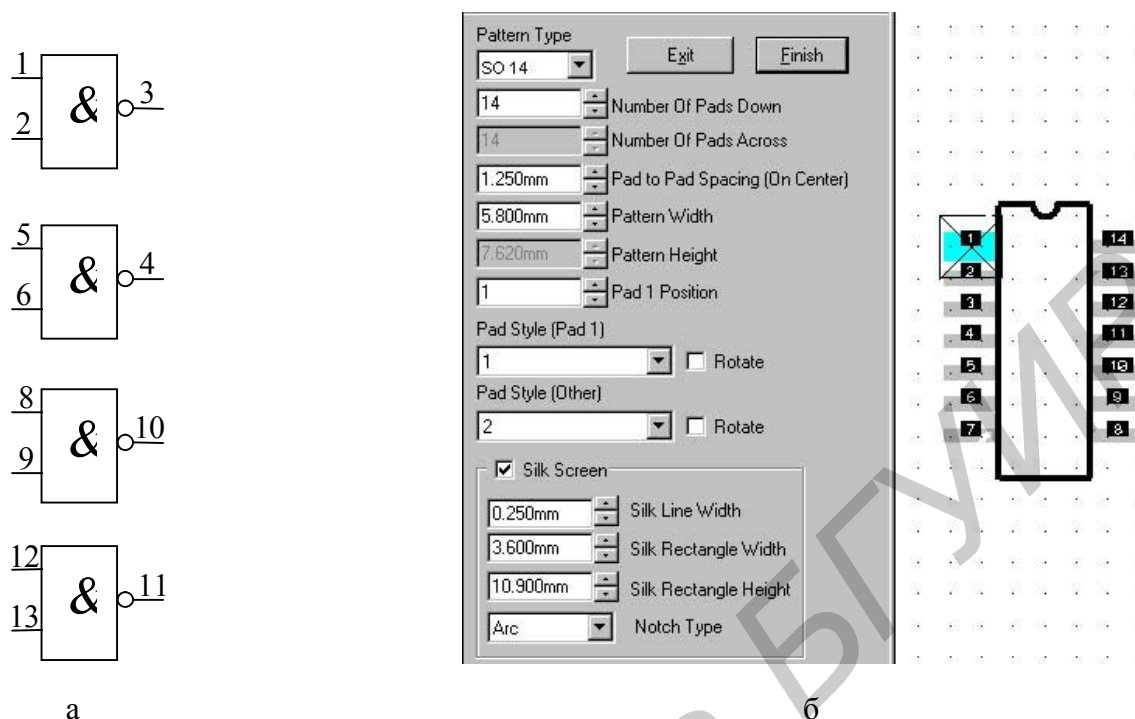 1
&
3
2
5
&
4
6
8
&
10
9
12
&
11
13
а
Pattern Type
SO 14
Exit
Finish
14
Number Of Pads Down
14
Number Of Pads Across
1.250mm
Pad to Pad Spacing (On Center)
5.800mm
Pattern Width
7.620mm
Pattern Height
1
Pad 1 Position
Pad Style (Pad 1)
1
Rotate
Pad Style (Other)
2
Rotate
Silk Screen
0.250mm
Silk Line Width
3.600mm
Silk Rectangle Width
10.900mm
Silk Rectangle Height
Arc
Notch Type
1
14
2
13
3
12
4
11
5
10
6
9
7
8
б
БГУИР